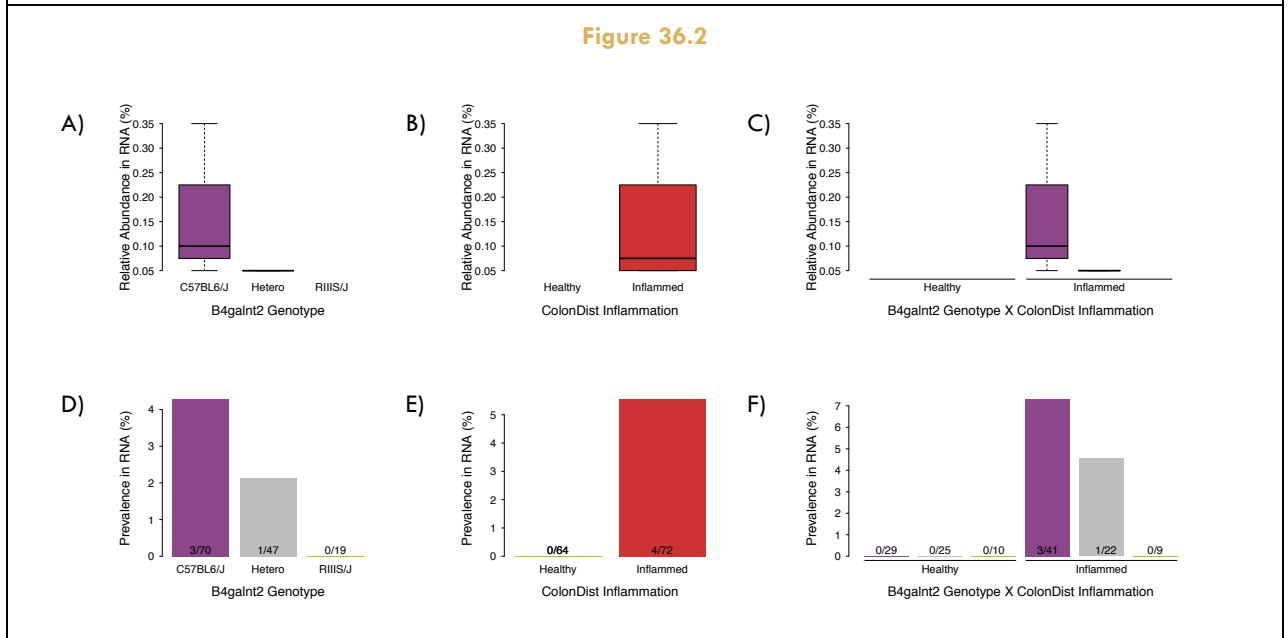 Figure 36.2
A)
Relative Abundance in RNA (%)
0.35
0.30
0.25
0.20
0.15
0.10
0.05
C57BL6/J Hetero RIIIS/J
B4galnt2 Genotype
B)
Relative Abundance in RNA (%)
0.35
0.30
0.25
0.20
0.15
0.10
0.05
Healthy Inflammed
ColonDist Inflammation
C)
Relative Abundance in RNA (%)
0.35
0.30
0.25
0.20
0.15
0.10
0.05
Healthy Inflammed
B4galnt2 Genotype X ColonDist Inflammation
D)
Prevalence in RNA (%)
4
3
2
1
0
3/70 1/47 0/19
C57BL6/J Hetero RIIIS/J
B4galnt2 Genotype
E)
Prevalence in RNA (%)
5
4
3
2
1
0
0/64 4/72
Healthy Inflammed
ColonDist Inflammation
F)
Prevalence in RNA (%)
7
6
5
4
3
2
1
0
0/29 0/25 0/10 3/41 1/22 0/9
Healthy Inflammed
B4galnt2 Genotype X ColonDist Inflammation